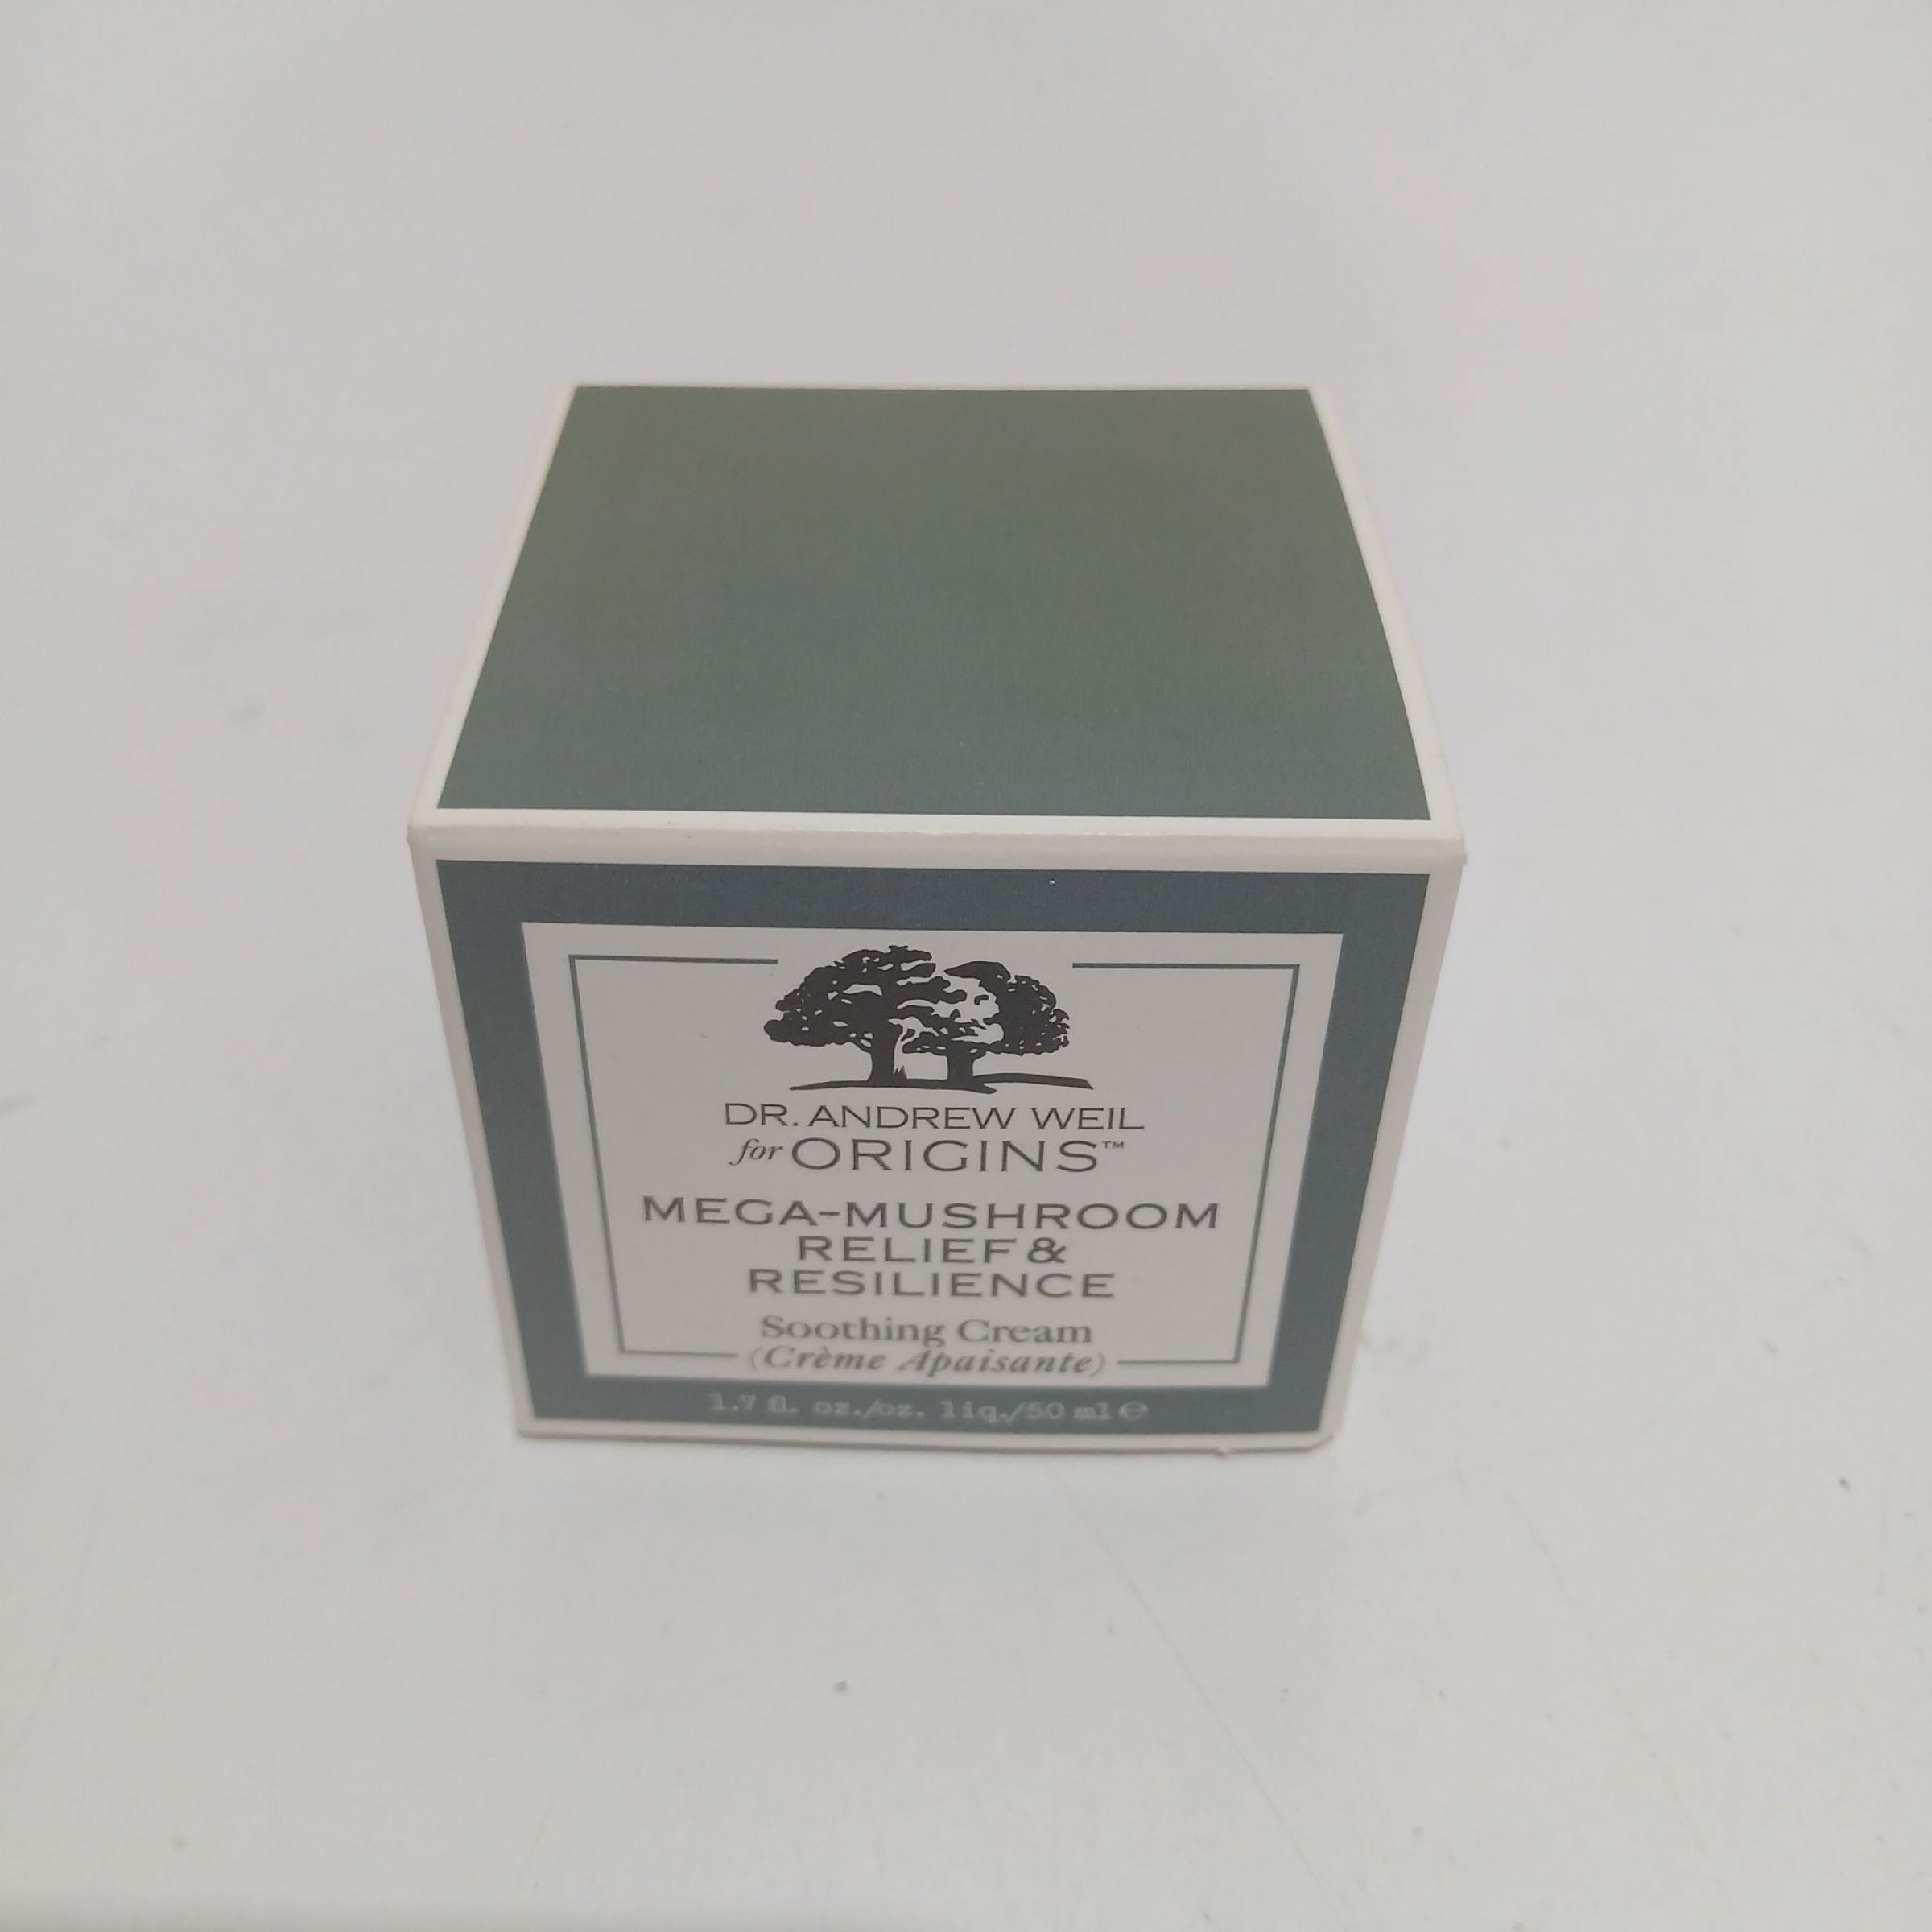 DR. ANDREW WEIL
for ORIGINS™
MEGA-MUSHROOM
RELIEF &
RESILIENCE
Soothing Cream
(Crème Apaisante)
1.7 fl. oz./oz. liq./50 ml ℮